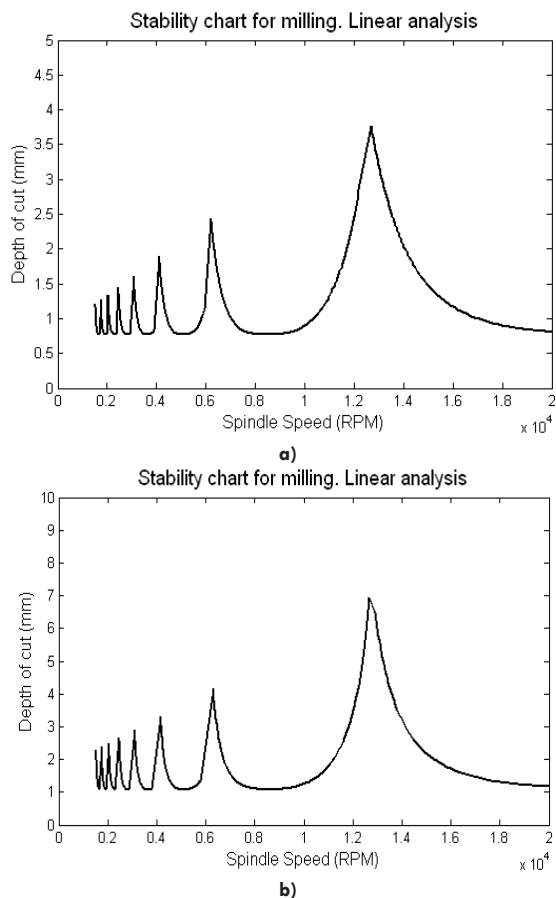 Stability chart for milling. Linear analysis
5
4.5
4
3.5
3
2.5
2
1.5
1
0.5
0
Depth of cut (mm)
0 0.2 0.4 0.6 0.8 1 1.2 1.4 1.6 1.8 2
Spindle Speed (RPM)
x 10^4
a)
Stability chart for milling. Linear analysis
10
9
8
7
6
5
4
3
2
1
0
Depth of cut (mm)
0 0.2 0.4 0.6 0.8 1 1.2 1.4 1.6 1.8 2
Spindle Speed (RPM)
x 10^4
b)